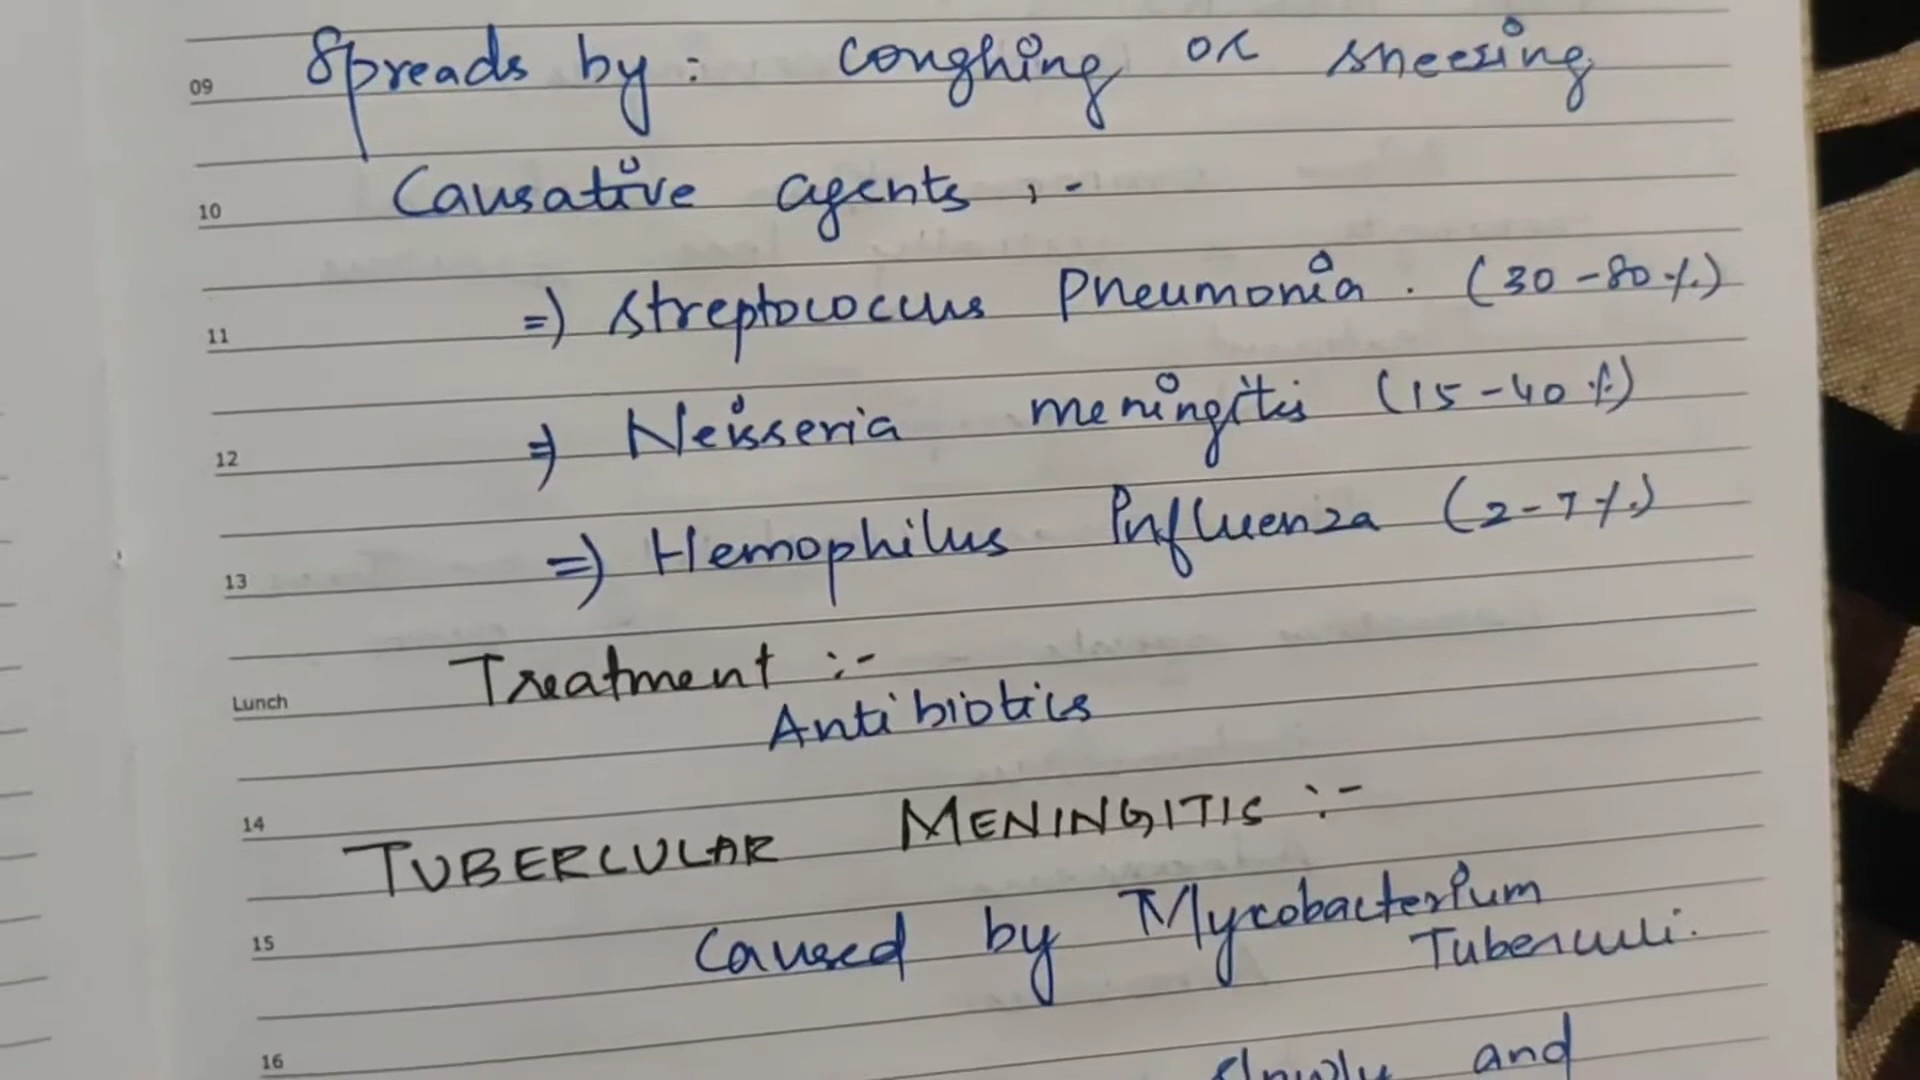 09 Spreads by: Coughing or sneezing
10 Causative agents :-
11 => Streptococcus Pneumonia. (30-80%)
12 => Neisseria meningitis (15-40%)
13 => Hemophilus Influenza (2-7%)
Lunch Treatment :-
Antibiotics
14
TUBERCULAR MENINGITIS :-
15 Caused by Mycobacterium
Tuberculi.
16 slowly and